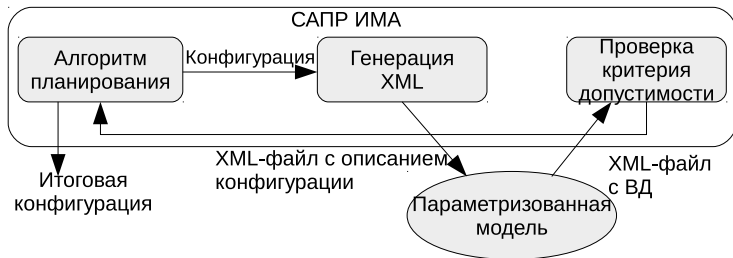 САПР ИМА
Алгоритм
планирования
Конфигурация
Генерация
XML
Проверка
критерия
допустимости
XML-файл с описанием
конфигурации
XML-файл
с ВД
Итоговая
конфигурация
Параметризованная
модель